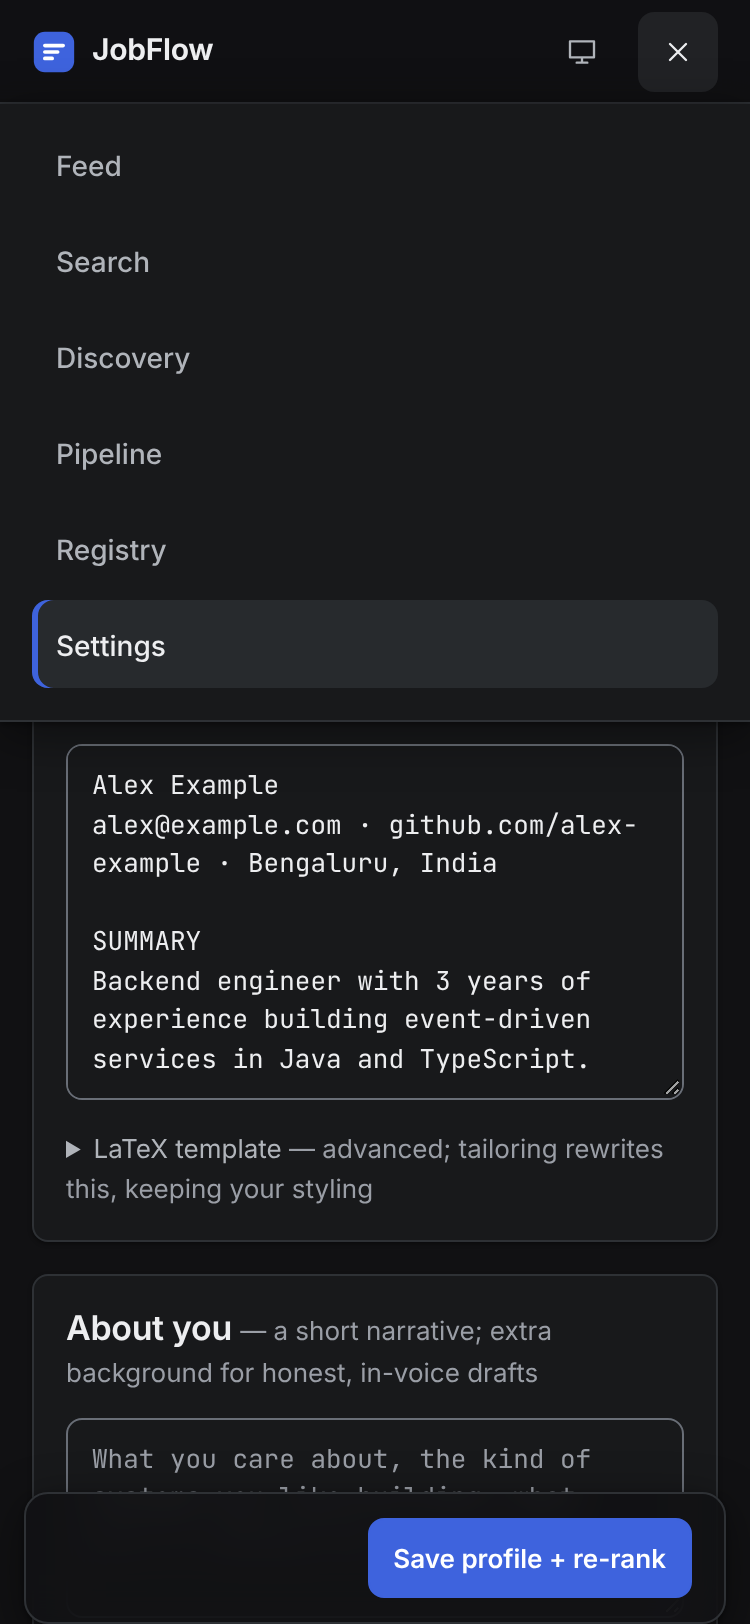 JobFlow
Feed
Search
Discovery
Pipeline
Registry
Settings
Alex Example
alex@example.com · github.com/alex-
example · Bengaluru, India
SUMMARY
Backend engineer with 3 years of
experience building event-driven
services in Java and TypeScript.
▶ LaTeX template — advanced; tailoring rewrites
this, keeping your styling
About you — a short narrative; extra
background for honest, in-voice drafts
What you care about, the kind of
Save profile + re-rank